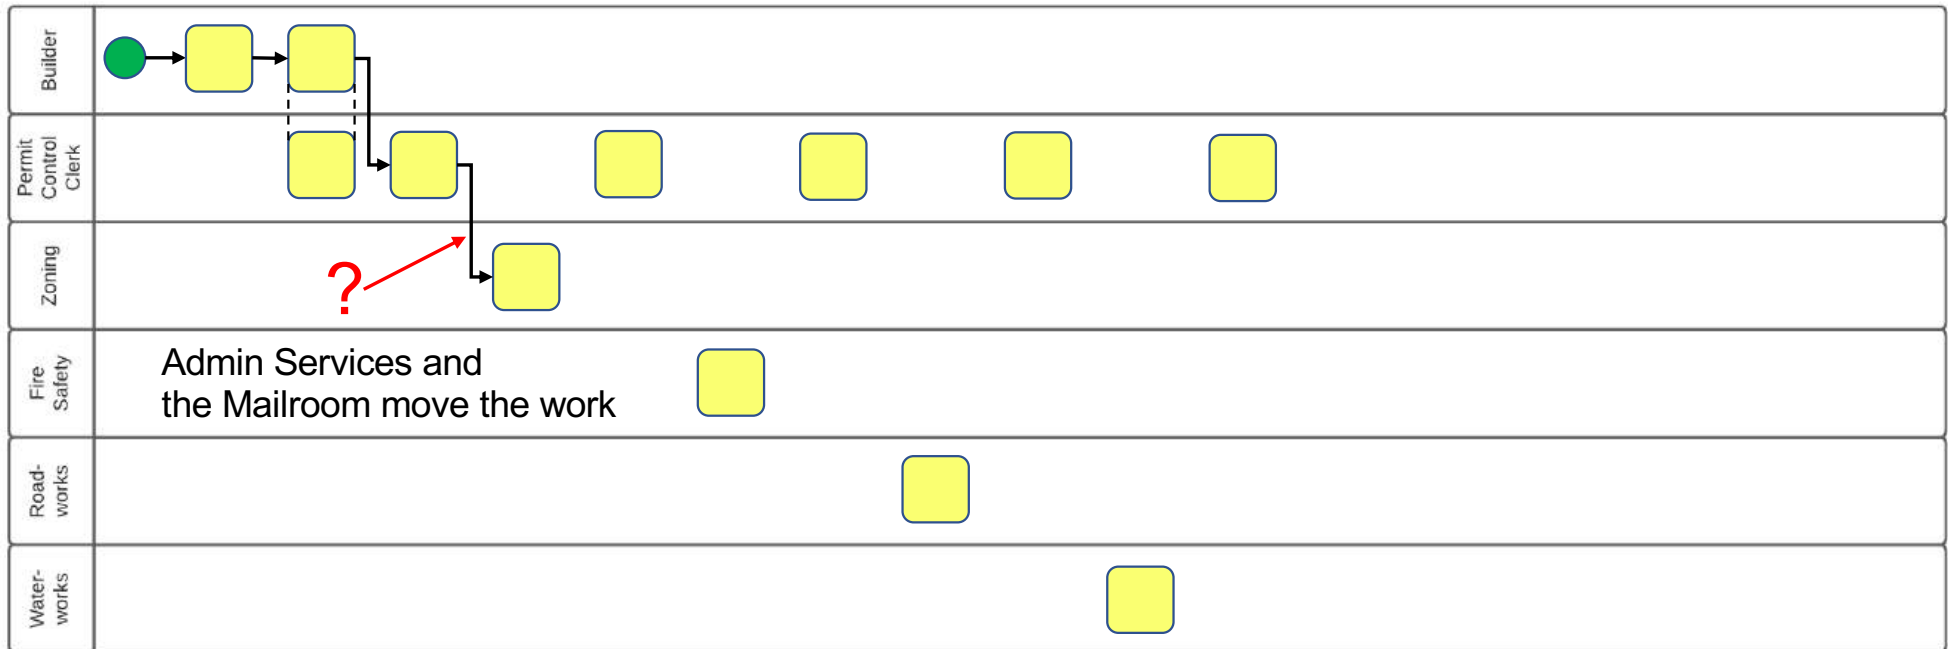 Builder
Permit
Control
Clerk
Zoning
?
Fire
Safety
Admin Services and
the Mailroom move the work
Road-
works
Water-
works